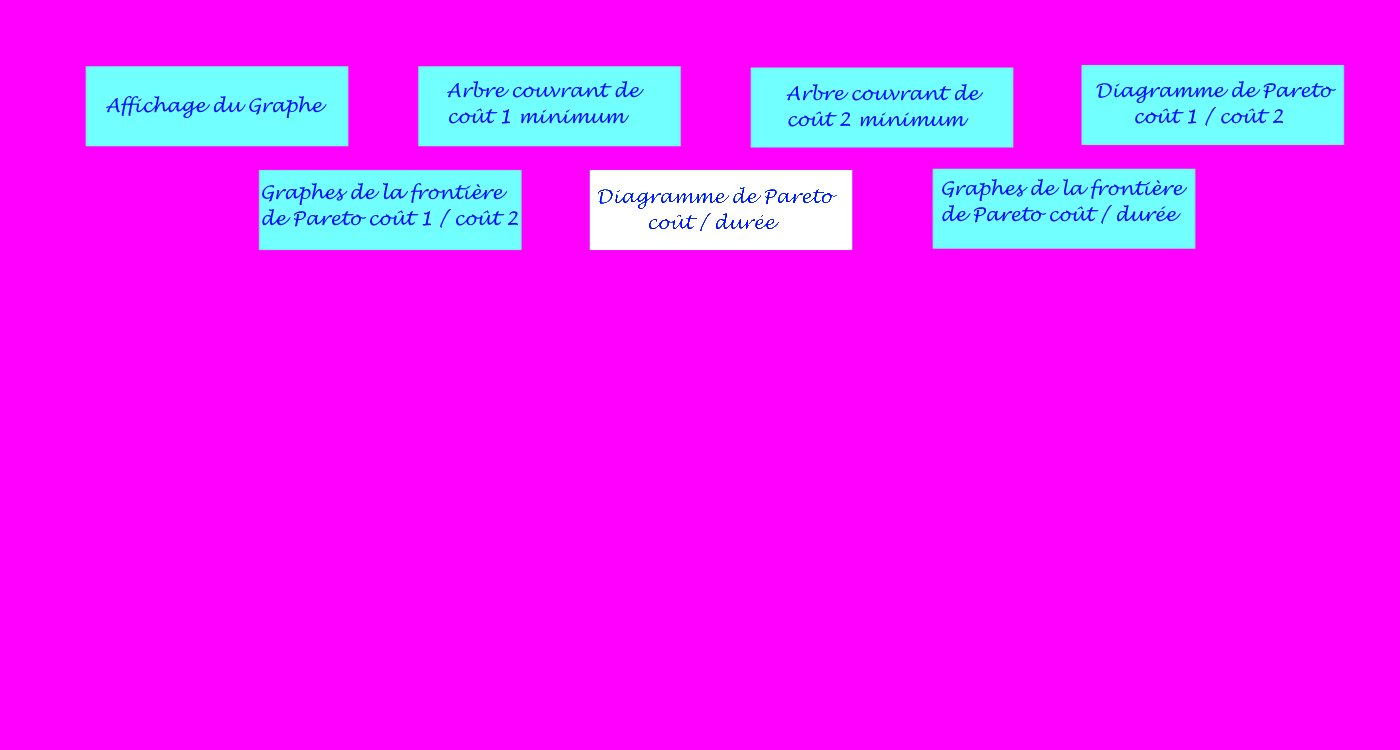 Affichage du Graphe
Arbre couvrant de
coût 1 minimum
Arbre couvrant de
coût 2 minimum
Diagramme de Pareto
coût 1 / coût 2
Graphes de la frontière
de Pareto coût 1 / coût 2
Diagramme de Pareto
coût / durée
Graphes de la frontière
de Pareto coût / durée